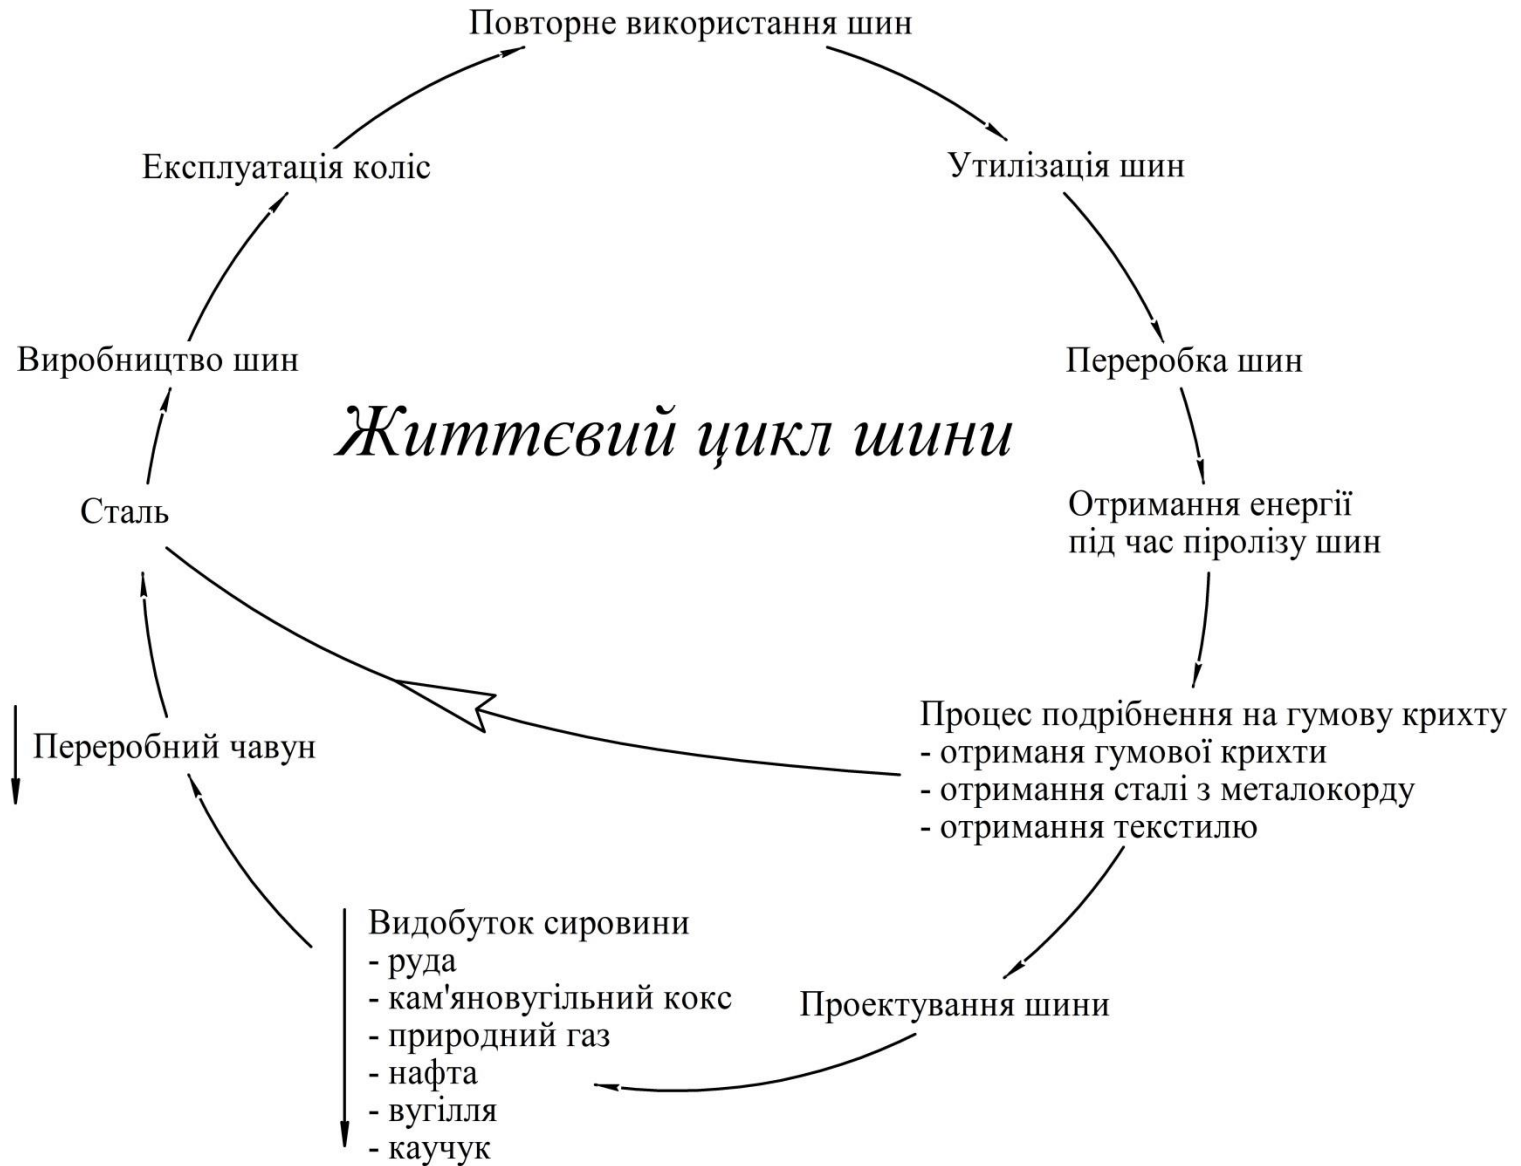 Повторне використання шин
Експлуатація коліс
Утилізація шин
Виробництво шин
Переробка шин
Життєвий цикл шини
Сталь
Отримання енергії
під час піролізу шин
Процес подрібнення на гумову крихту
- отриманя гумової крихти
- отримання сталі з металокорду
- отримання текстилю
Переробний чавун
Видобуток сировини
- руда
- кам'яновугільний кокс
- природний газ
- нафта
- вугілля
- каучук
Проектування шини